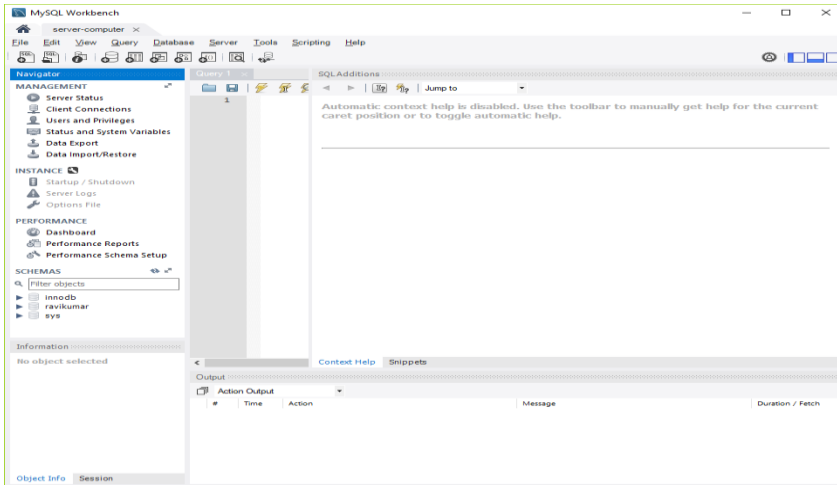 MySQL Workbench
server-computer ×
File Edit View Query Database Server Tools Scripting Help
Navigator
MANAGEMENT
Server Status
Client Connections
Users and Privileges
Status and System Variables
Data Export
Data Import/Restore
INSTANCE
Startup / Shutdown
Server Logs
Options File
PERFORMANCE
Dashboard
Performance Reports
Performance Schema Setup
SCHEMAS
Filter objects
innodb
ravikumar
sys
Information
No object selected
Object Info Session
Query 1 ×
1
SQLAdditions
Jump to
Automatic context help is disabled. Use the toolbar to manually get help for the current
caret position or to toggle automatic help.
Context Help Snippets
Output
Action Output
# Time Action Message Duration / Fetch